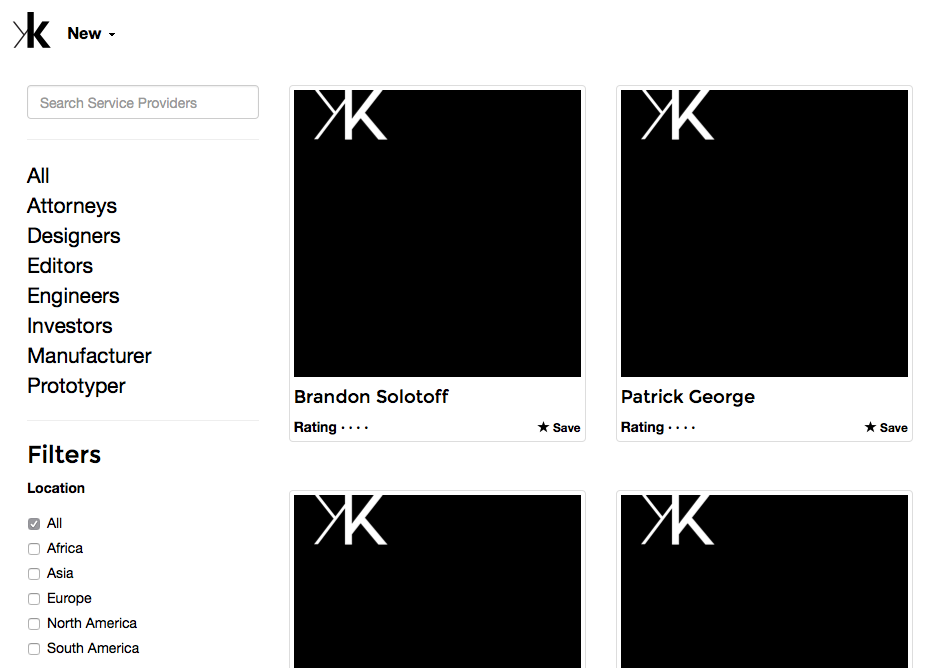 k
New
Search Service Providers
All
Attorneys
Designers
Editors
Engineers
Investors
Manufacturer
Prototyper
Filters
Location
All
Africa
Asia
Europe
North America
South America
K
Brandon Solotoff
Rating · · · ·
★ Save
K
Patrick George
Rating · · · ·
★ Save
K
K